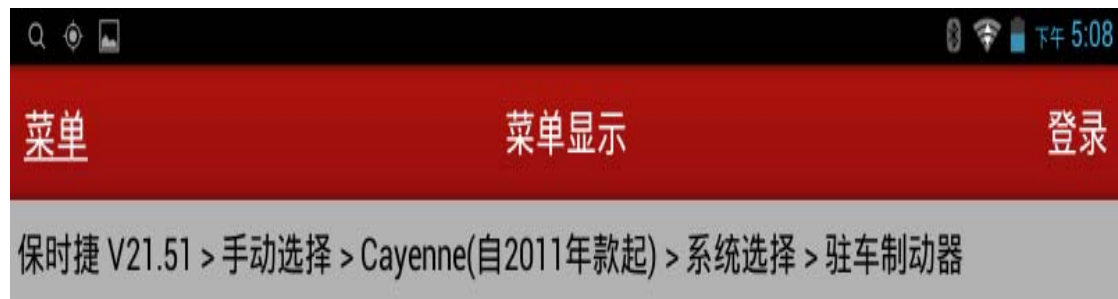 下午 5:08
菜单 菜单显示 登录
保时捷 V21.51 > 手动选择 > Cayenne(自2011年款起) > 系统选择 > 驻车制动器